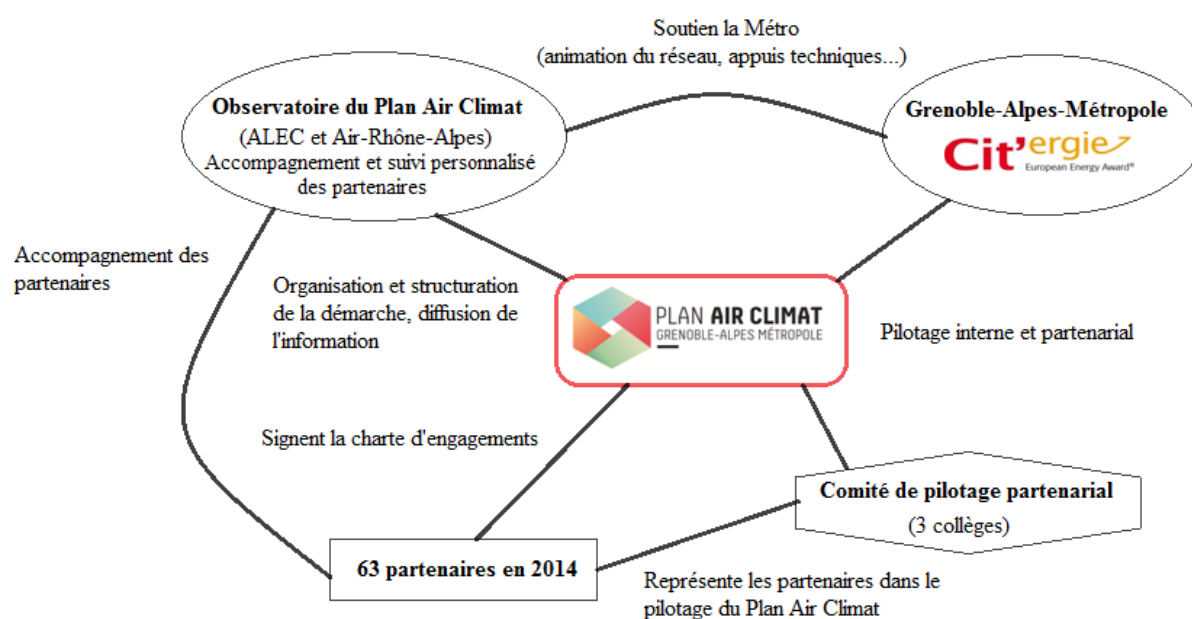 Soutien la Métro
(animation du réseau, appuis techniques...)
Observatoire du Plan Air Climat
(ALEC et Air-Rhône-Alpes)
Accompagnement et suivi personnalisé
des partenaires
Grenoble-Alpes-Métropole
Cit'ergie
European Energy Award®
Accompagnement des
partenaires
Organisation et structuration
de la démarche, diffusion de
l'information
PLAN AIR CLIMAT
GRENOBLE-ALPES MÉTROPOLE
Pilotage interne et partenarial
Signent la charte d'engagements
Comité de pilotage partenarial
(3 collèges)
63 partenaires en 2014
Représente les partenaires dans le
pilotage du Plan Air Climat